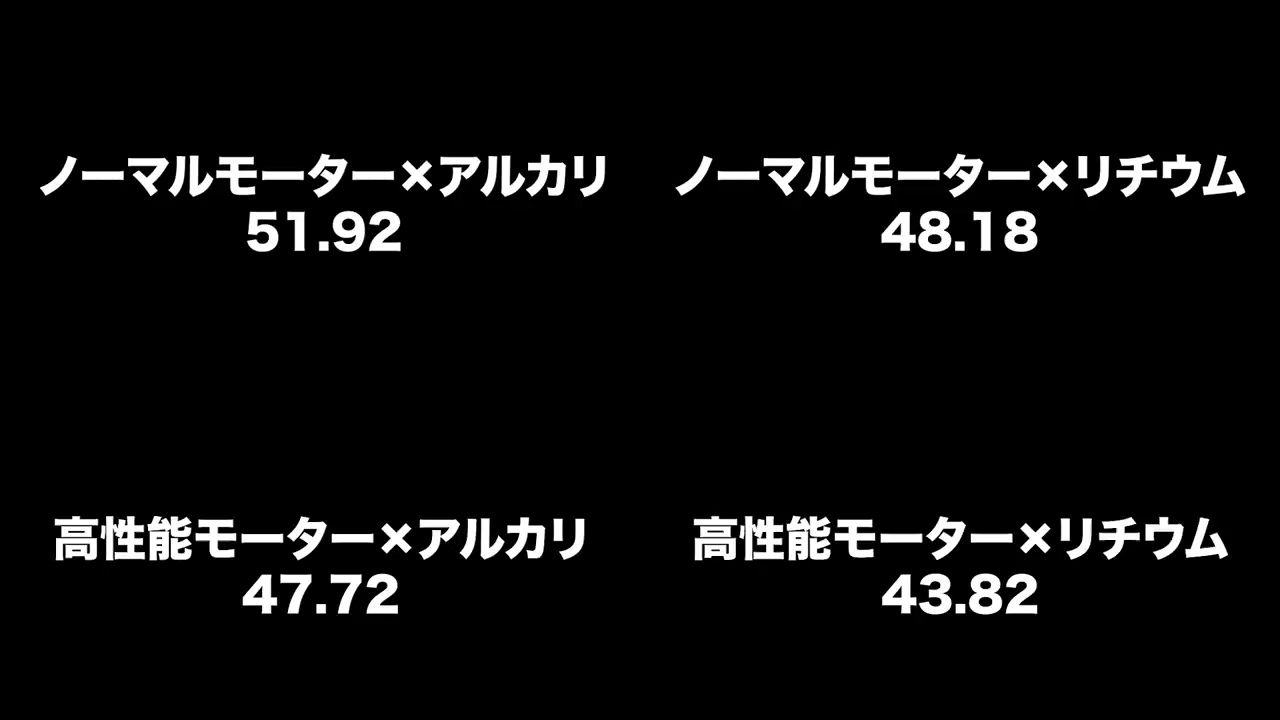 ノーマルモーター×アルカリ
51.92
ノーマルモーター×リチウム
48.18
高性能モーター×アルカリ
47.72
高性能モーター×リチウム
43.82